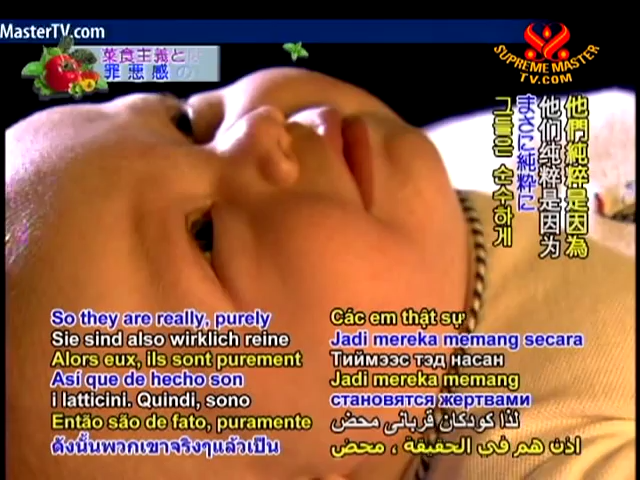 MasterTV.com
菜食主義とは
罪悪感の
SUPREME MASTER
TV.COM
他們純粹是因為
他们纯粹是因为
まさに純粋に
그들은 순수하게
So they are really, purely
Sie sind also wirklich reine
Alors eux, ils sont purement
Así que de hecho son
i latticini. Quindi, sono
Então são de fato, puramente
ดังนั้นพวกเขาจริงๆแล้วเป็น
Các em thật sự
Jadi mereka memang secara
Тиймээс тэд насан
Jadi mereka memang
становятся жертвами
لذا كودكان قربانى محض
اذن هم في الحقيقة ، محض